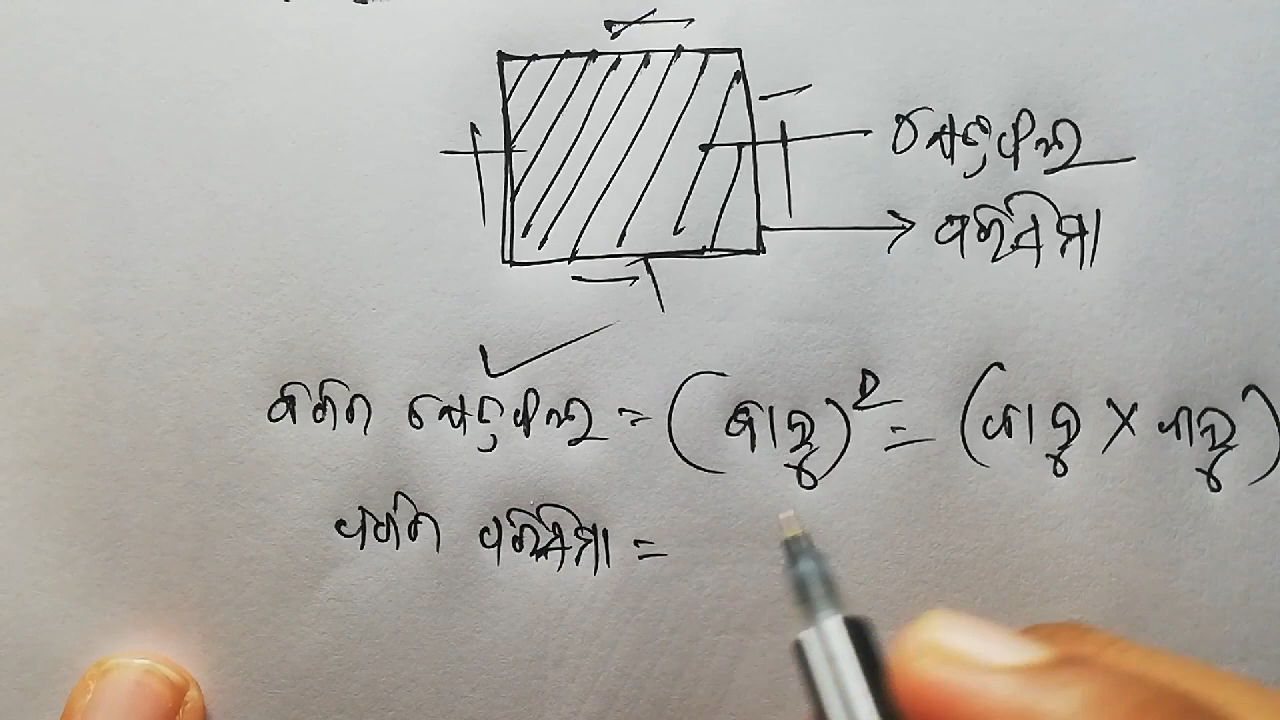 କ୍ଷେତ୍ରଫଳ
ପରିସୀମା
ବର୍ଗର କ୍ଷେତ୍ରଫଳ = (ବାହୁ)² = (ବାହୁ × ବାହୁ)
ବର୍ଗର ପରିସୀମା =